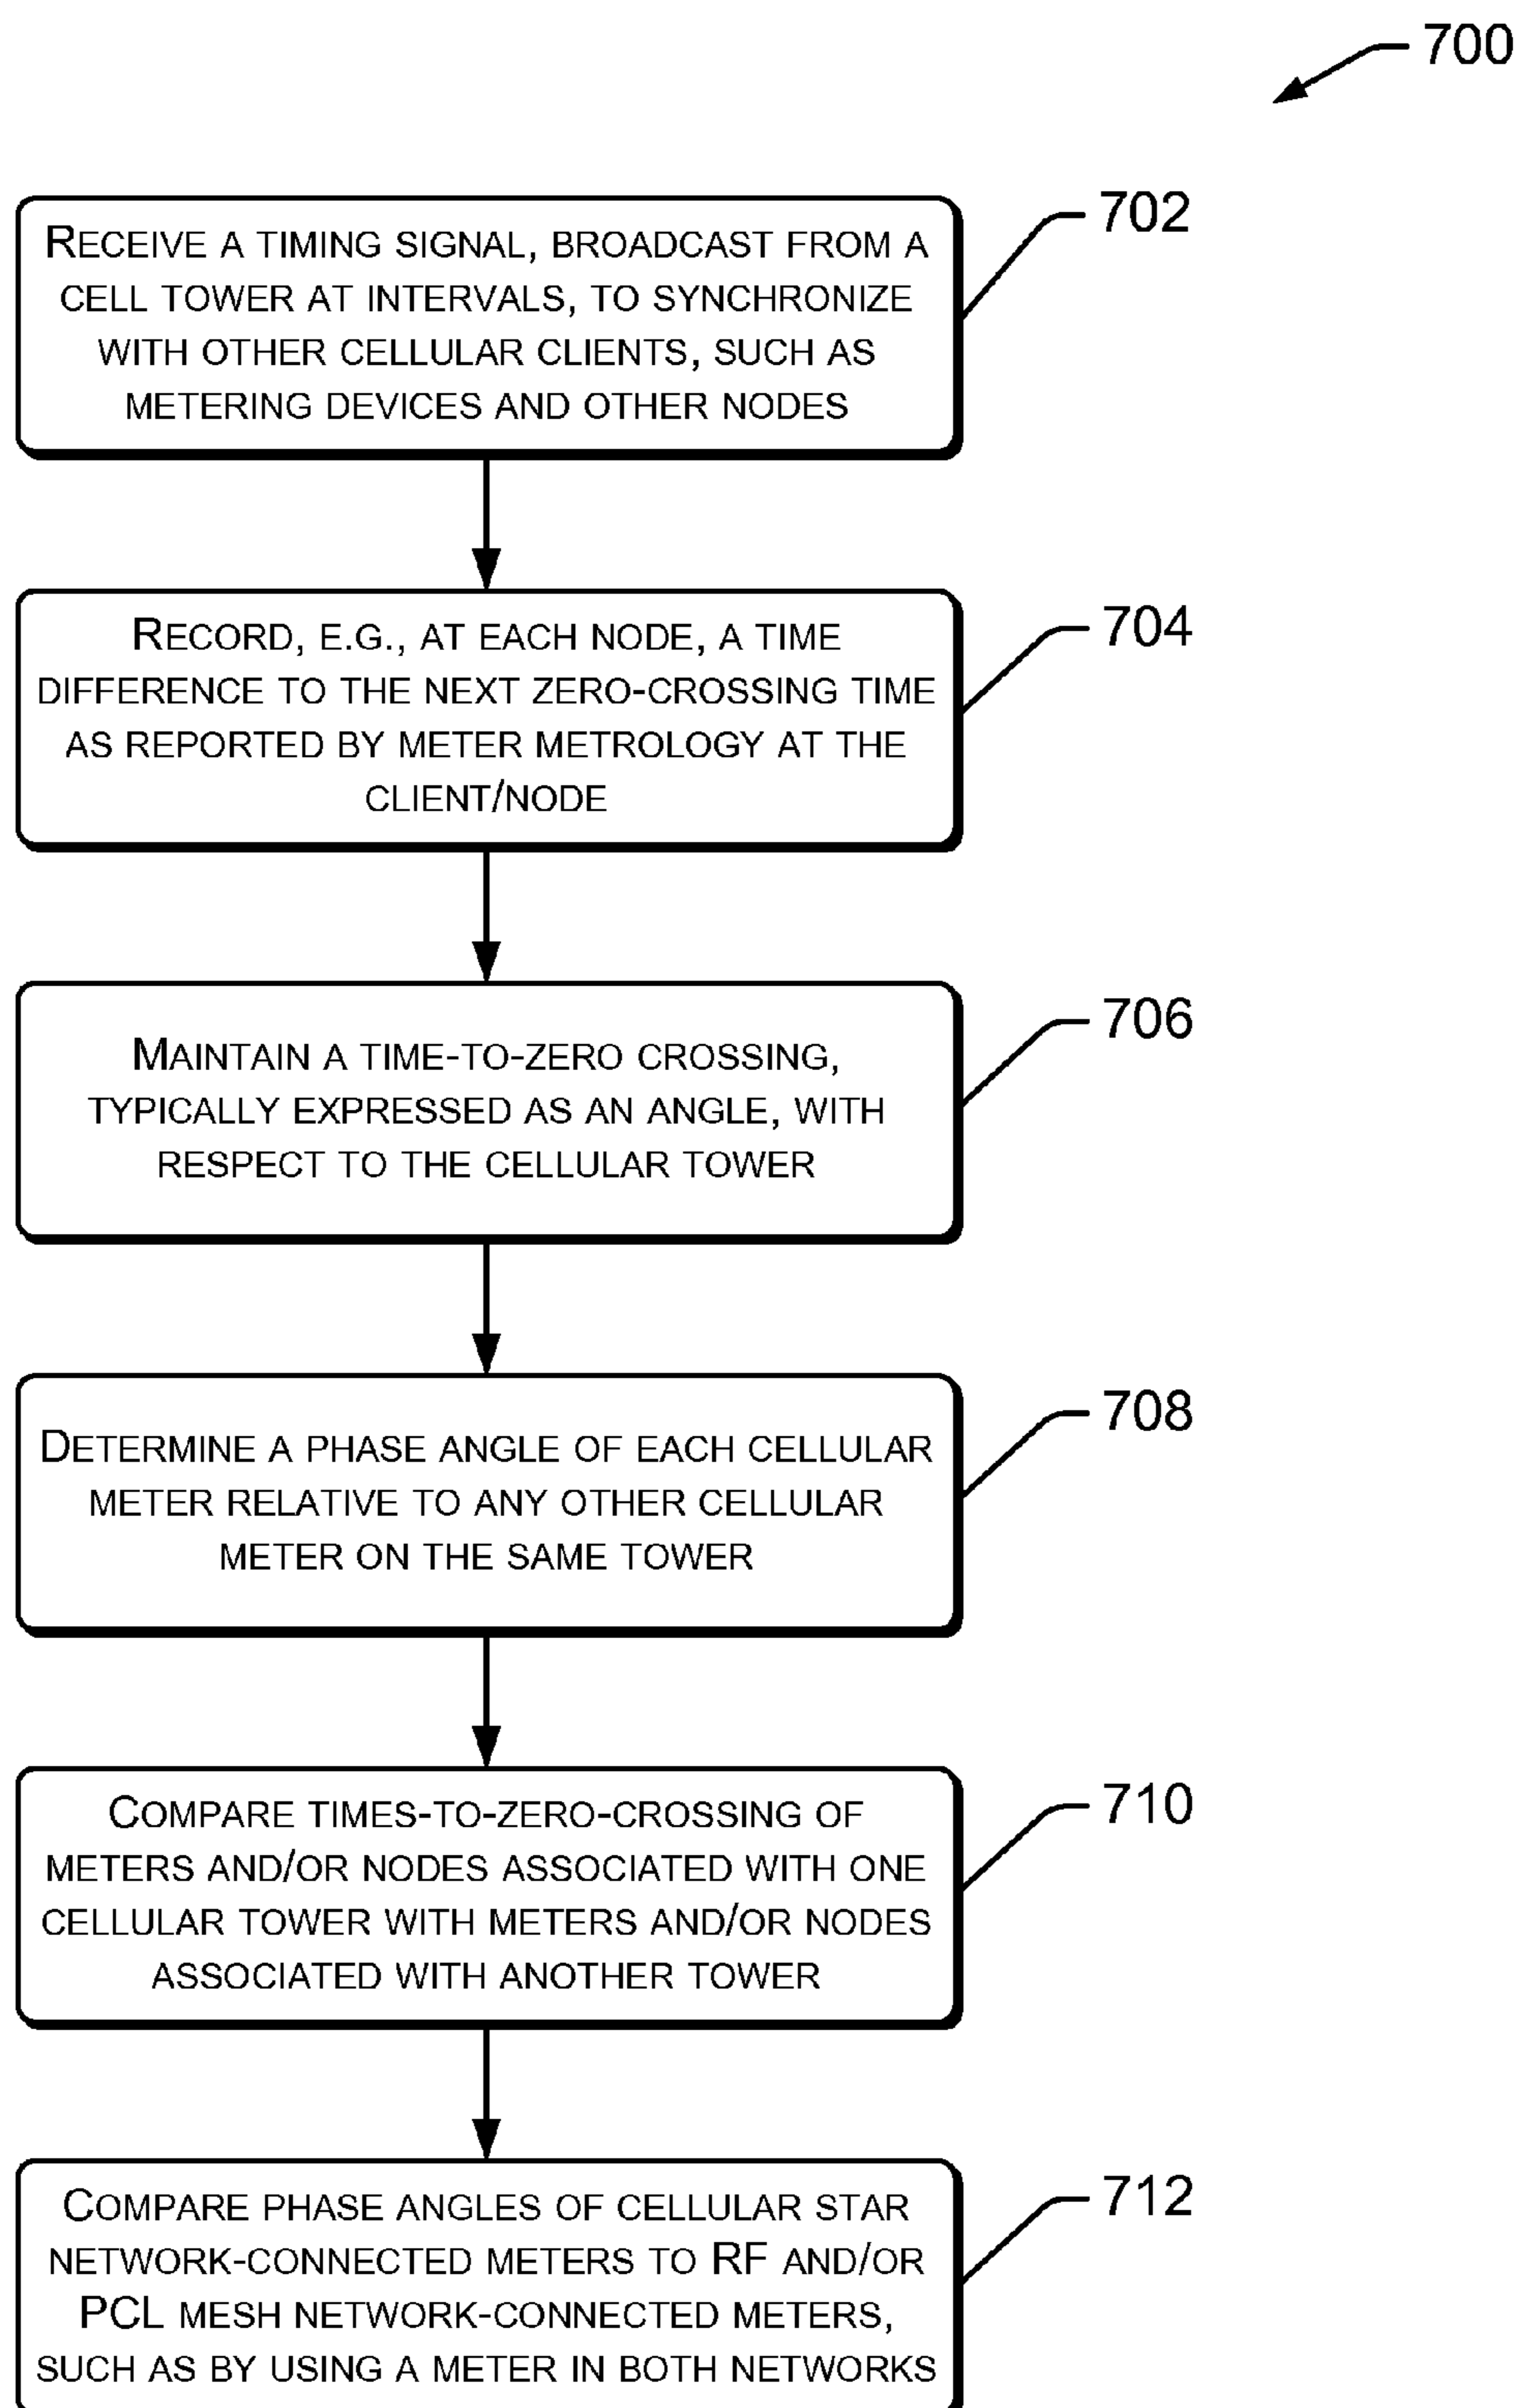 700
RECEIVE A TIMING SIGNAL, BROADCAST FROM A
CELL TOWER AT INTERVALS, TO SYNCHRONIZE
WITH OTHER CELLULAR CLIENTS, SUCH AS
METERING DEVICES AND OTHER NODES
702
RECORD, E.G., AT EACH NODE, A TIME
DIFFERENCE TO THE NEXT ZERO-CROSSING TIME
AS REPORTED BY METER METROLOGY AT THE
CLIENT/NODE
704
MAINTAIN A TIME-TO-ZERO CROSSING,
TYPICALLY EXPRESSED AS AN ANGLE, WITH
RESPECT TO THE CELLULAR TOWER
706
DETERMINE A PHASE ANGLE OF EACH CELLULAR
METER RELATIVE TO ANY OTHER CELLULAR
METER ON THE SAME TOWER
708
COMPARE TIMES-TO-ZERO-CROSSING OF
METERS AND/OR NODES ASSOCIATED WITH ONE
CELLULAR TOWER WITH METERS AND/OR NODES
ASSOCIATED WITH ANOTHER TOWER
710
COMPARE PHASE ANGLES OF CELLULAR STAR
NETWORK-CONNECTED METERS TO RF AND/OR
PCL MESH NETWORK-CONNECTED METERS,
SUCH AS BY USING A METER IN BOTH NETWORKS
712